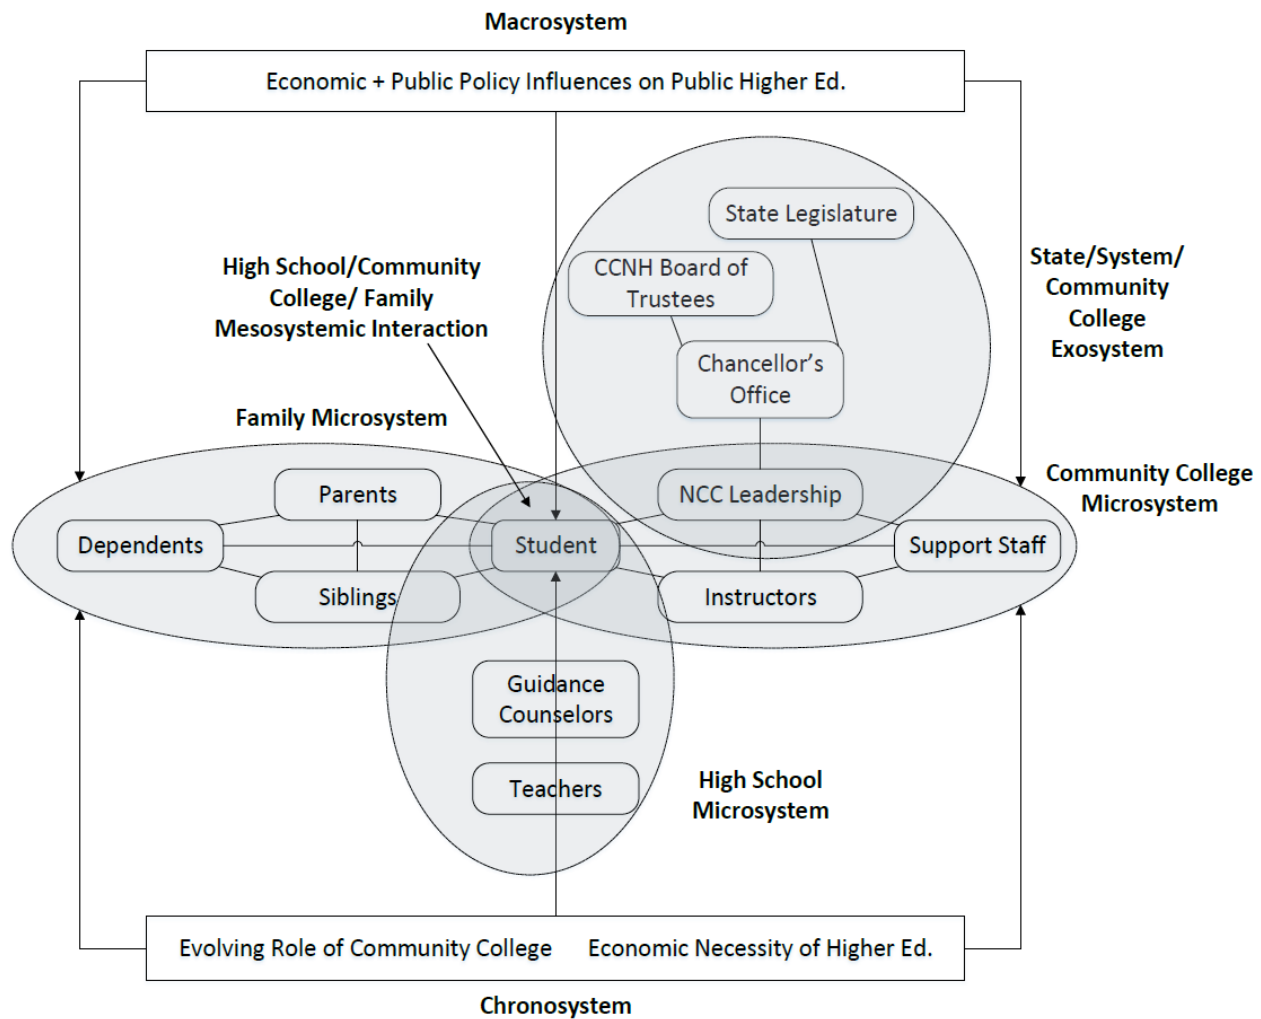 Macrosystem
Economic + Public Policy Influences on Public Higher Ed.
State Legislature
High School/Community
College/ Family
Mesosystemic Interaction
CCNH Board of
Trustees
State/System/
Community
College
Exosystem
Chancellor's
Office
Family Microsystem
Community College
Microsystem
Parents
NCC Leadership
Dependents
Student
Support Staff
Siblings
Instructors
Guidance
Counselors
Teachers
High School
Microsystem
Evolving Role of Community College
Economic Necessity of Higher Ed.
Chronosystem